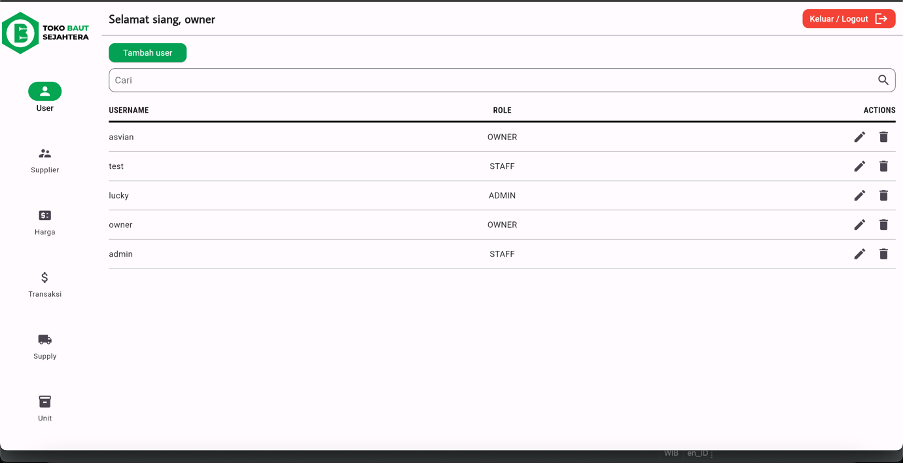 TOKO BAUT
SEJAHTERA
Selamat siang, owner
Keluar / Logout
Tambah user
Cari
USERNAME ROLE ACTIONS
asvian OWNER
test STAFF
lucky ADMIN
owner OWNER
admin STAFF
User
Supplier
Harga
Transaksi
Supply
Unit
WIB en_ID